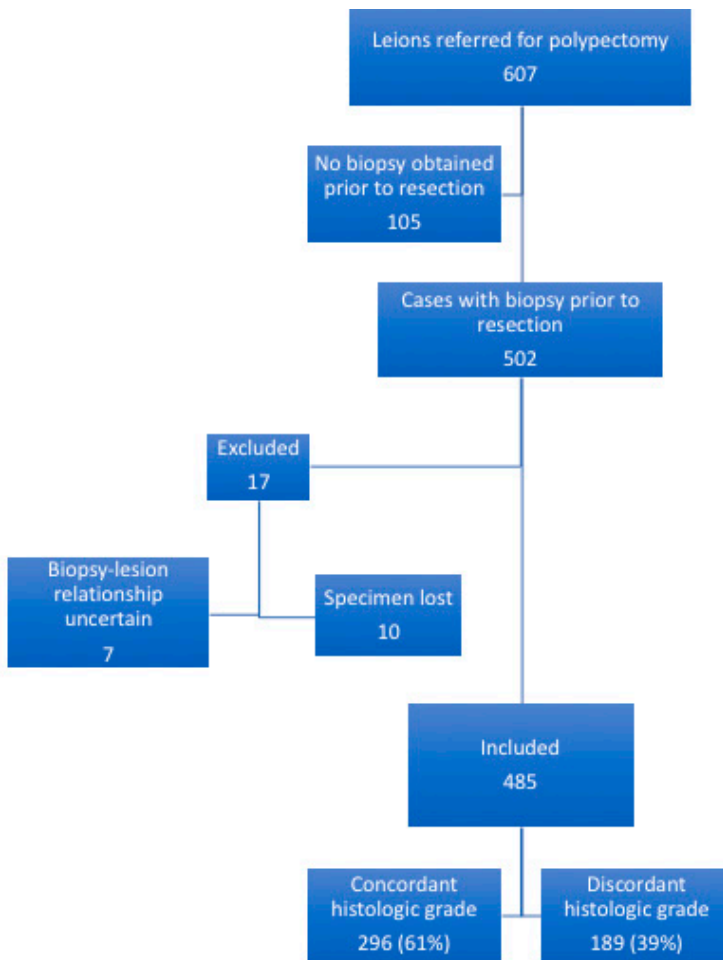 Leions referred for polypectomy
607
No biopsy obtained
prior to resection
105
Cases with biopsy prior to
resection
502
Excluded
17
Biopsy-lesion
relationship
uncertain
7
Specimen lost
10
Included
485
Concordant
histologic grade
296 (61%)
Discordant
histologic grade
189 (39%)